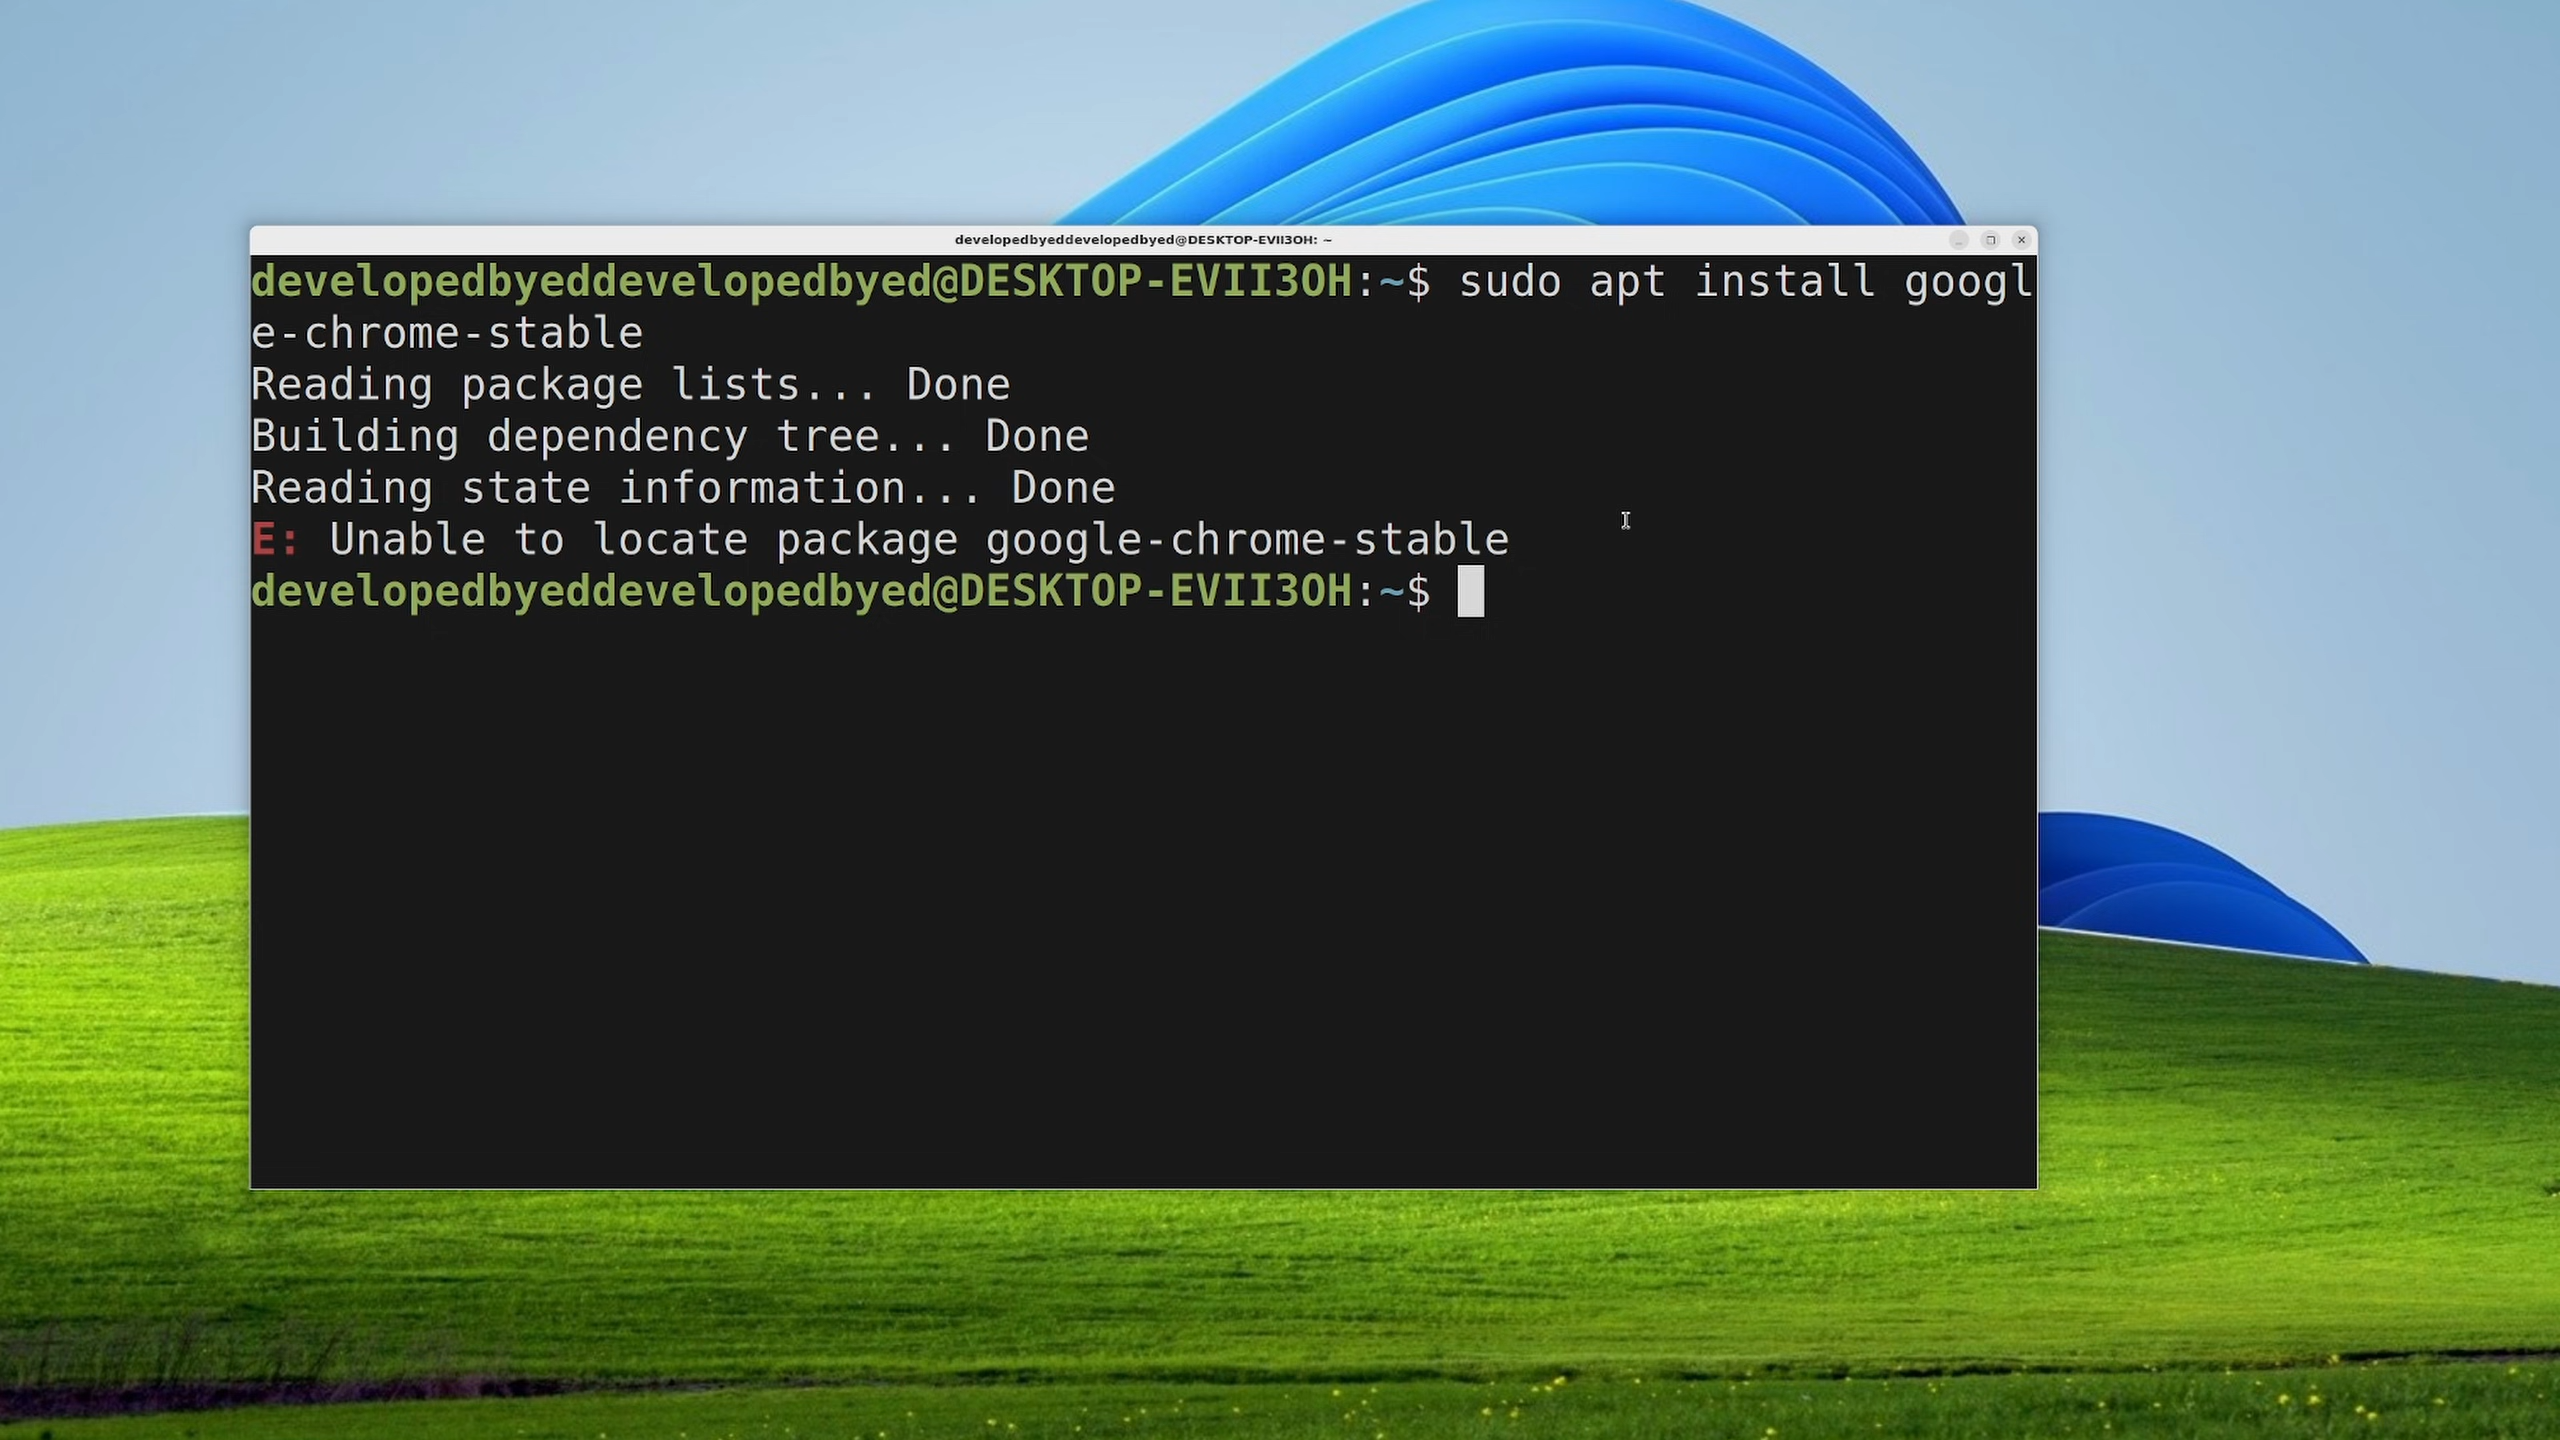 developedbyeddevelopedbyed@DESKTOP-EVII3OH: ~
developedbyeddevelopedbyed@DESKTOP-EVII3OH:~$ sudo apt install googl
e-chrome-stable
Reading package lists... Done
Building dependency tree... Done
Reading state information... Done
E: Unable to locate package google-chrome-stable
developedbyeddevelopedbyed@DESKTOP-EVII3OH:~$